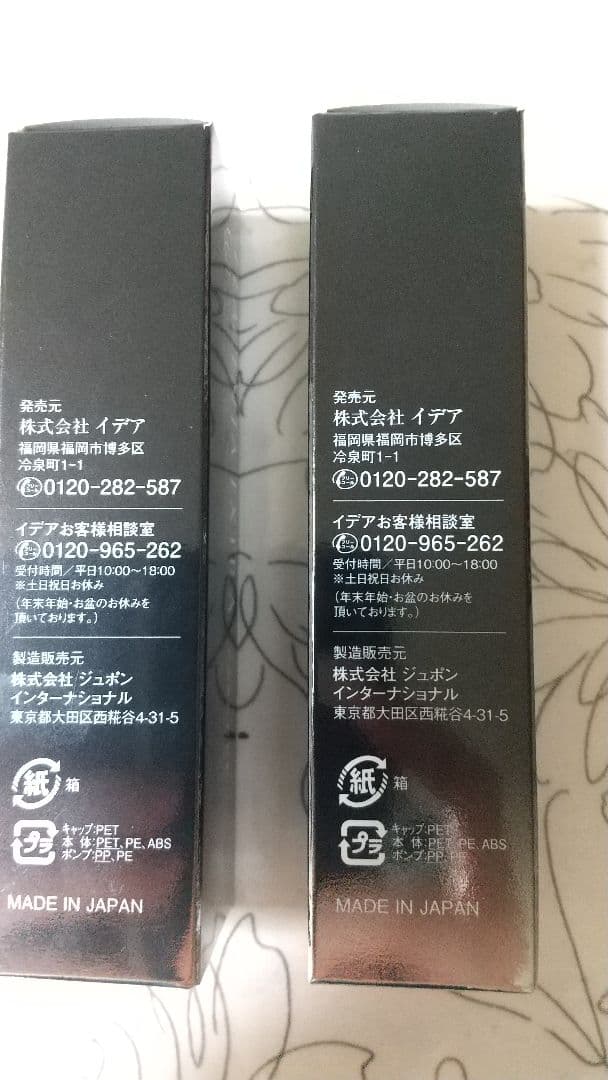 発売元
株式会社 イデア
福岡県福岡市博多区
冷泉町1-1
0120-282-587
イデアお客様相談室
0120-965-262
受付時間／平日10:00〜18:00
※土日祝日お休み
(年末年始・お盆のお休みを
頂いております。)
製造販売元
株式会社 ジュポン
インターナショナル
東京都大田区西糀谷4-31-5
紙 箱
プラ
キャップ:PET
本 体:PET、PE、ABS
ポンプ:PP、PE
MADE IN JAPAN
発売元
株式会社 イデア
福岡県福岡市博多区
冷泉町1-1
0120-282-587
イデアお客様相談室
0120-965-262
受付時間／平日10:00〜18:00
※土日祝日お休み
(年末年始・お盆のお休みを
頂いております。)
製造販売元
株式会社 ジュポン
インターナショナル
東京都大田区西糀谷4-31-5
紙 箱
プラ
キャップ:PET
本 体:PET、PE、ABS
ポンプ:PP、PE
MADE IN JAPAN